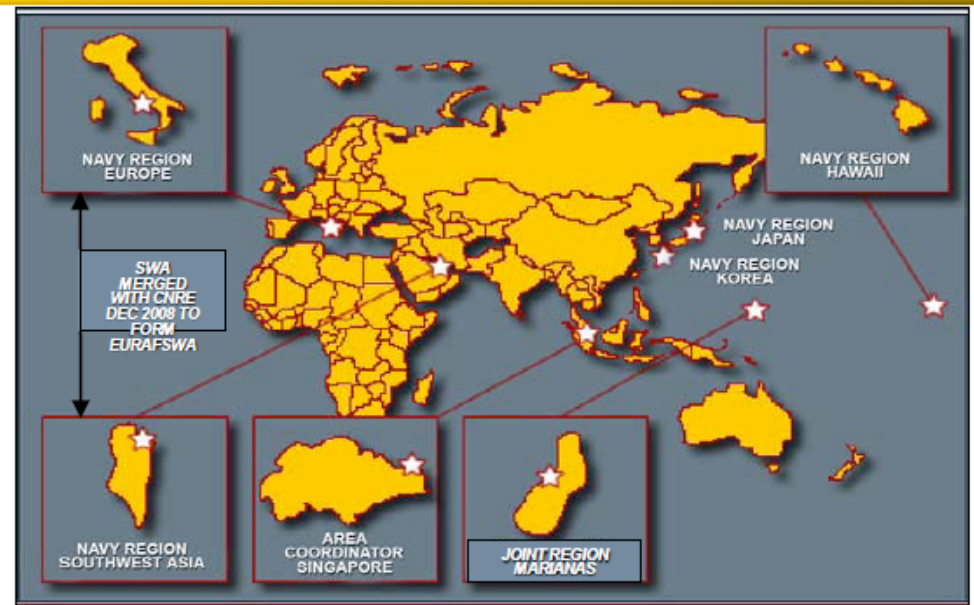 NAVY REGION
EUROPE
NAVY REGION
HAWAII
NAVY REGION
JAPAN
NAVY REGION
KOREA
SWA
MERGED
WITH CNRE
DEC 2008 TO
FORM
EURAFSWA
NAVY REGION
SOUTHWEST ASIA
AREA
COORDINATOR
SINGAPORE
JOINT REGION
MARIANAS